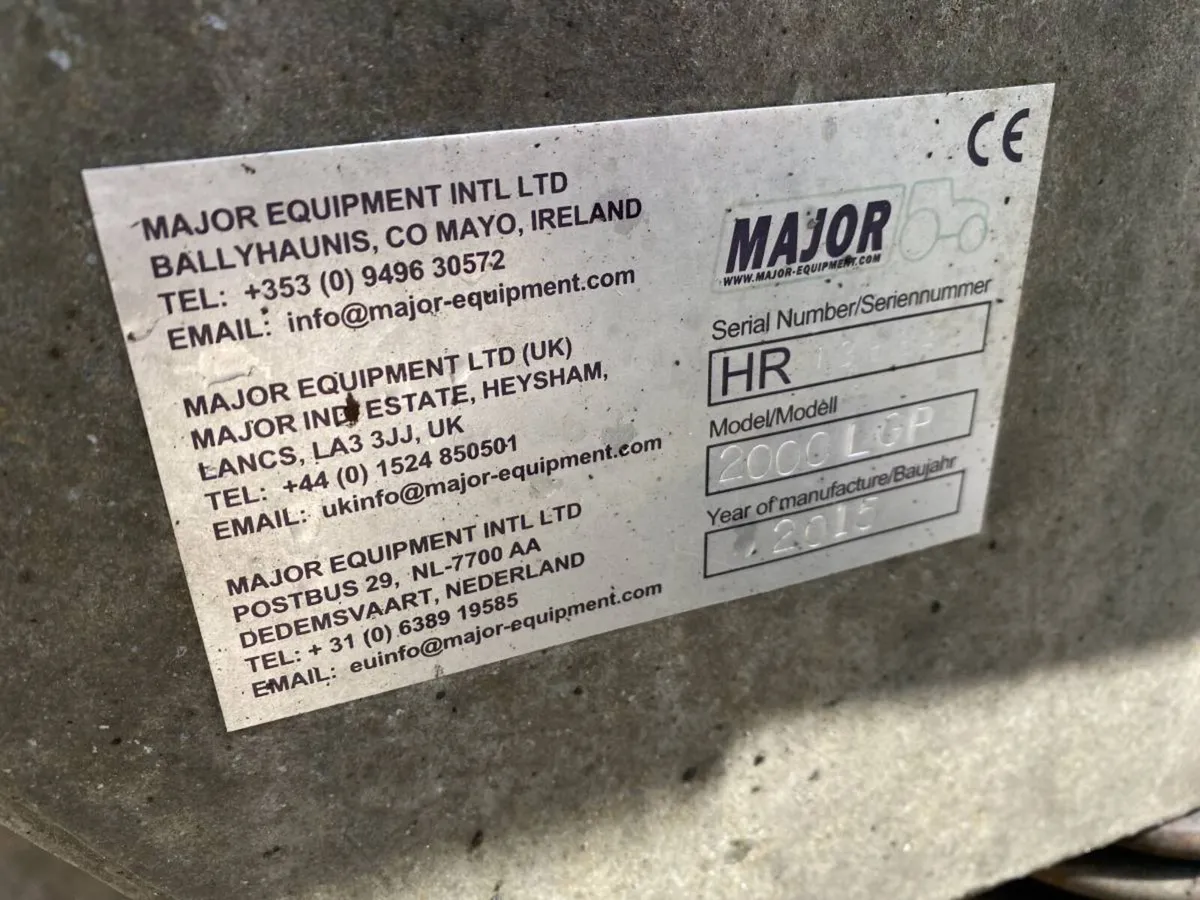 MAJOR EQUIPMENT INTL LTD
BALLYHAUNIS, CO MAYO, IRELAND
TEL: +353 (0) 9496 30572
EMAIL: info@major-equipment.com
MAJOR EQUIPMENT LTD (UK)
MAJOR IND ESTATE, HEYSHAM,
LANCS, LA3 3JJ, UK
TEL: +44 (0) 1524 850501
EMAIL: ukinfo@major-equipment.com
MAJOR EQUIPMENT INTL LTD
POSTBUS 29, NL-7700 AA
DEDEMSVAART, NEDERLAND
TEL: + 31 (0) 6389 19585
EMAIL: euinfo@major-equipment.com
CE
MAJOR
WWW.MAJOR-EQUIPMENT.COM
Serial Number/Seriennummer
HR
Model/Modell
2000 LGP
Year of manufacture/Baujahr
2015